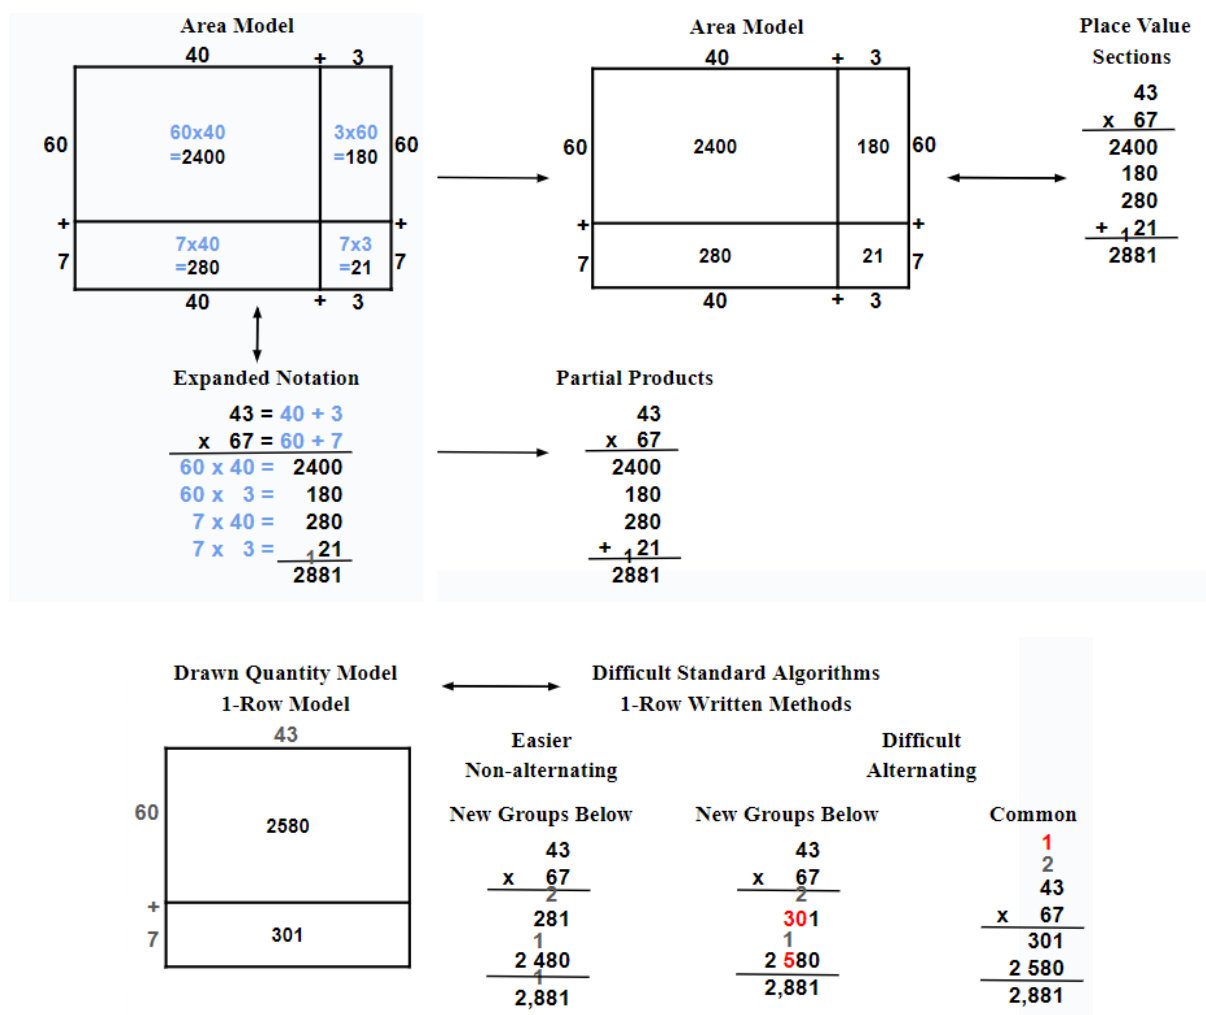 Area Model
40 + 3
60 60x40 3x60 60
=2400 =180
+ +
7 7x40 7x3 7
=280 =21
40 + 3
Area Model
40 + 3
60 2400 180 60
+ +
7 280 21 7
40 + 3
Place Value
Sections
43
x 67
2400
180
280
+ 121
2881
Expanded Notation
43 = 40 + 3
x 67 = 60 + 7
60 x 40 = 2400
60 x 3 = 180
7 x 40 = 280
7 x 3 = 121
2881
Partial Products
43
x 67
2400
180
280
+ 121
2881
Drawn Quantity Model
1-Row Model
43
60 2580
+
7 301
Difficult Standard Algorithms
1-Row Written Methods
Easier
Non-alternating
New Groups Below
43
x 67
2
281
1
2 480
1
2,881
Difficult
Alternating
New Groups Below
43
x 67
2
301
1
2 580
2,881
Common
1
2
43
x 67
301
2 580
2,881